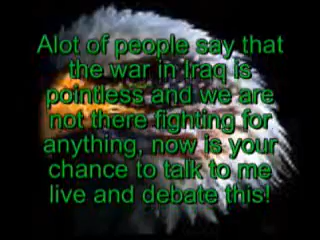 Alot of people say that
the war in Iraq is
pointless and we are
not there fighting for
anything, now is your
chance to talk to me
live and debate this!